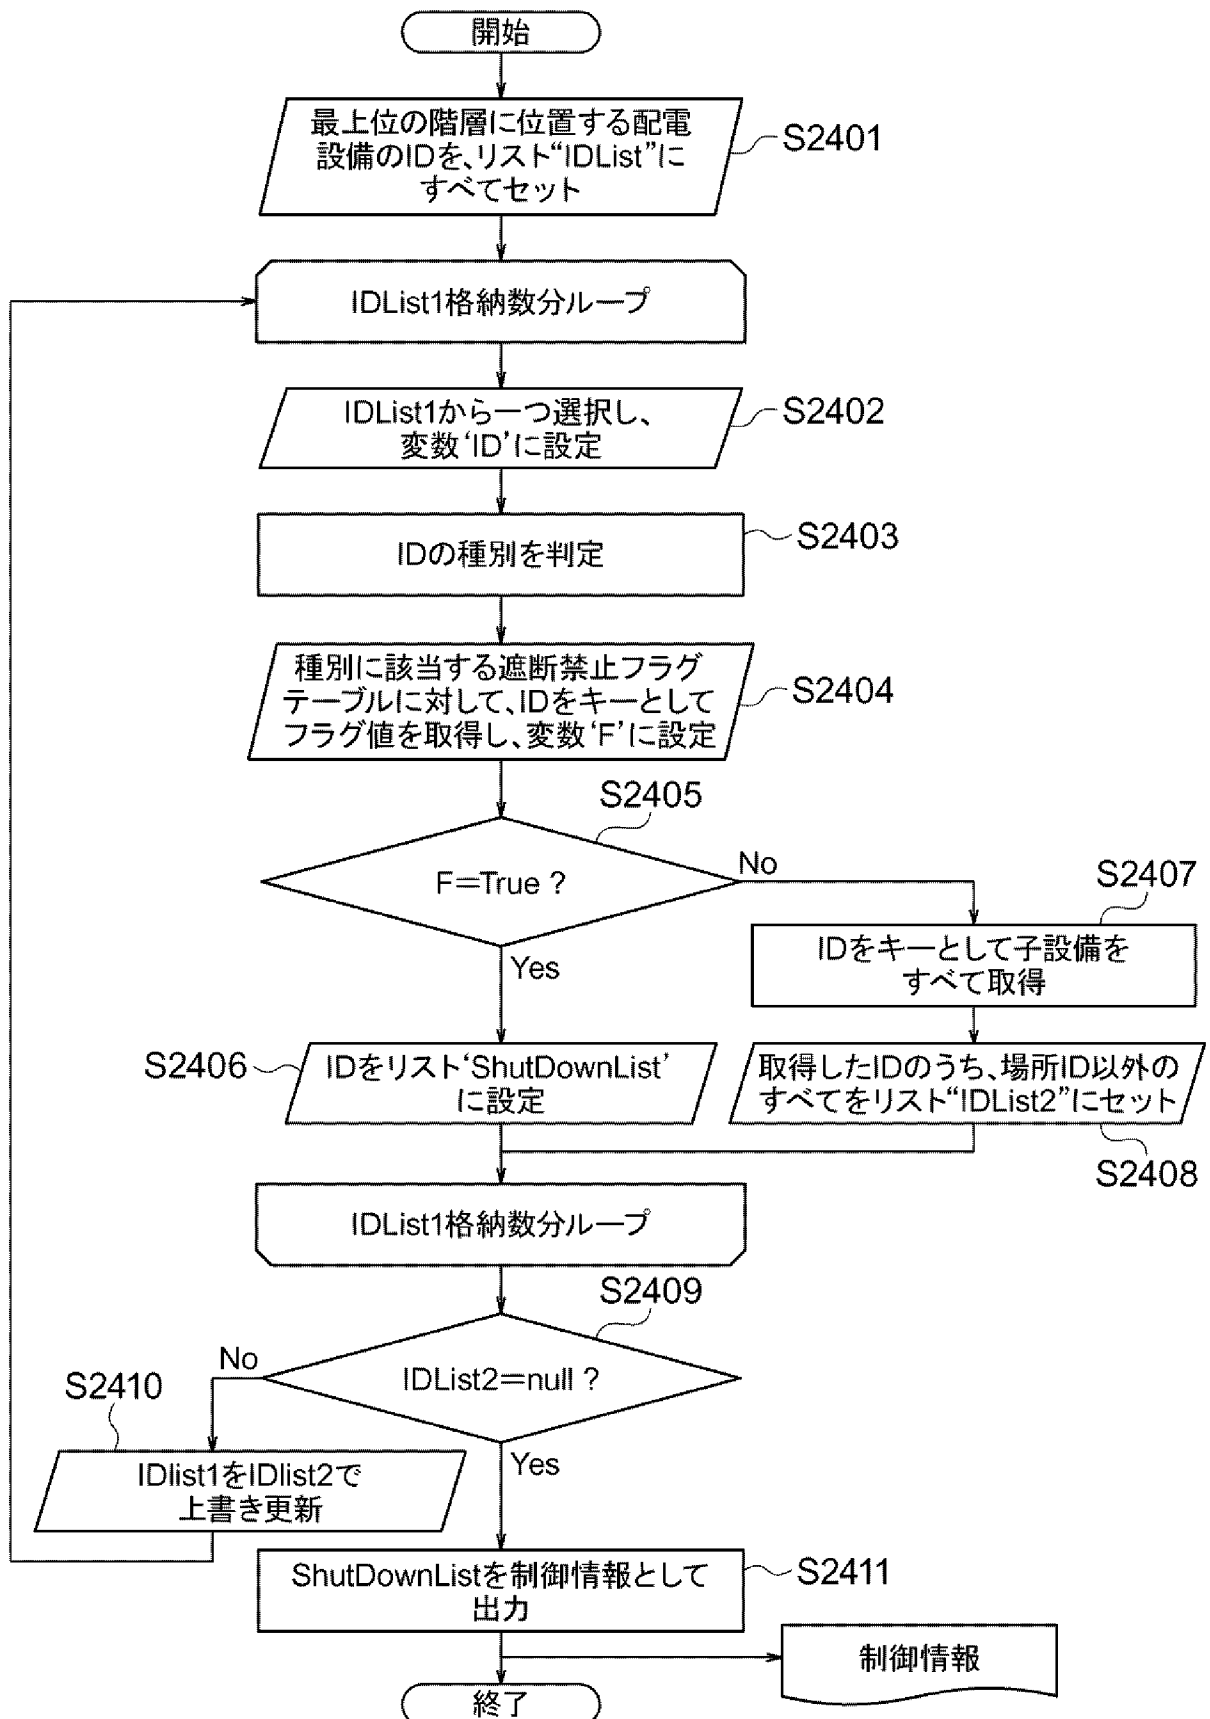 開始
最上位の階層に位置する配電
設備のIDを、リスト“IDList”に
すべてセット
S2401
IDList1格納数分ループ
IDList1から一つ選択し、
変数‘ID’に設定
S2402
IDの種別を判定
S2403
種別に該当する遮断禁止フラグ
テーブルに対して、IDをキーとして
フラグ値を取得し、変数‘F’に設定
S2404
S2405
F＝True ?
No
Yes
S2407
IDをキーとして子設備を
すべて取得
S2406
IDをリスト‘ShutDownList’
に設定
取得したIDのうち、場所ID以外の
すべてをリスト“IDList2”にセット
S2408
IDList1格納数分ループ
S2409
IDList2＝null ?
No
Yes
S2410
IDlist1をIDlist2で
上書き更新
ShutDownListを制御情報として
出力
S2411
制御情報
終了